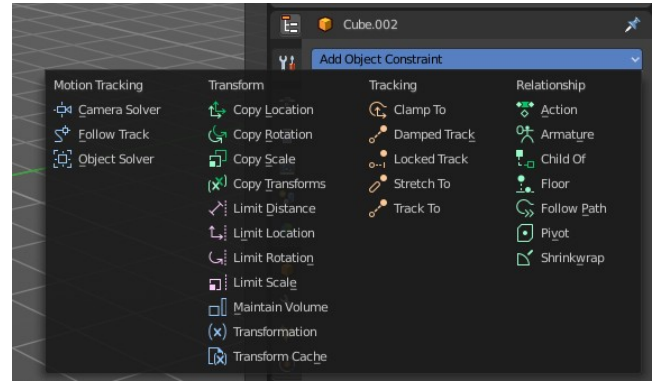 Cube.002
Add Object Constraint
Motion Tracking
Camera Solver
Follow Track
Object Solver
Transform
Copy Location
Copy Rotation
Copy Scale
Copy Transforms
Limit Distance
Limit Location
Limit Rotation
Limit Scale
Maintain Volume
Transformation
Transform Cache
Tracking
Clamp To
Damped Track
Locked Track
Stretch To
Track To
Relationship
Action
Armature
Child Of
Floor
Follow Path
Pivot
Shrinkwrap